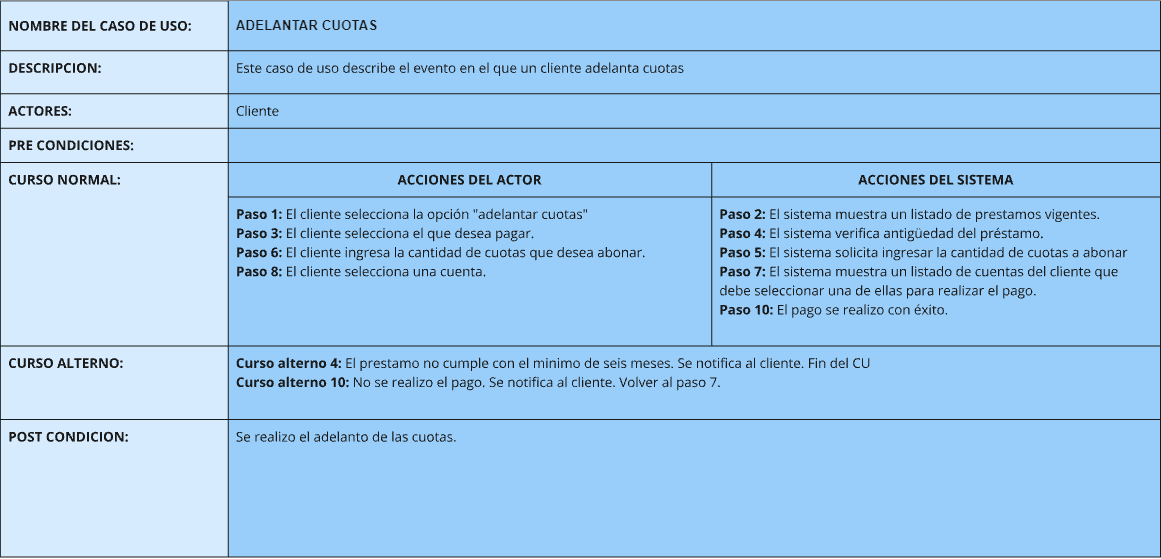 NOMBRE DEL CASO DE USO:
ADELANTAR CUOTAS
DESCRIPCION:
Este caso de uso describe el evento en el que un cliente adelanta cuotas
ACTORES:
Cliente
PRE CONDICIONES:
CURSO NORMAL:
ACCIONES DEL ACTOR
ACCIONES DEL SISTEMA
Paso 1: El cliente selecciona la opción "adelantar cuotas"
Paso 3: El cliente selecciona el que desea pagar.
Paso 6: El cliente ingresa la cantidad de cuotas que desea abonar.
Paso 8: El cliente selecciona una cuenta.
Paso 2: El sistema muestra un listado de prestamos vigentes.
Paso 4: El sistema verifica antigüedad del préstamo.
Paso 5: El sistema solicita ingresar la cantidad de cuotas a abonar
Paso 7: El sistema muestra un listado de cuentas del cliente que
debe seleccionar una de ellas para realizar el pago.
Paso 10: El pago se realizo con éxito.
CURSO ALTERNO:
Curso alterno 4: El prestamo no cumple con el minimo de seis meses. Se notifica al cliente. Fin del CU
Curso alterno 10: No se realizo el pago. Se notifica al cliente. Volver al paso 7.
POST CONDICION:
Se realizo el adelanto de las cuotas.